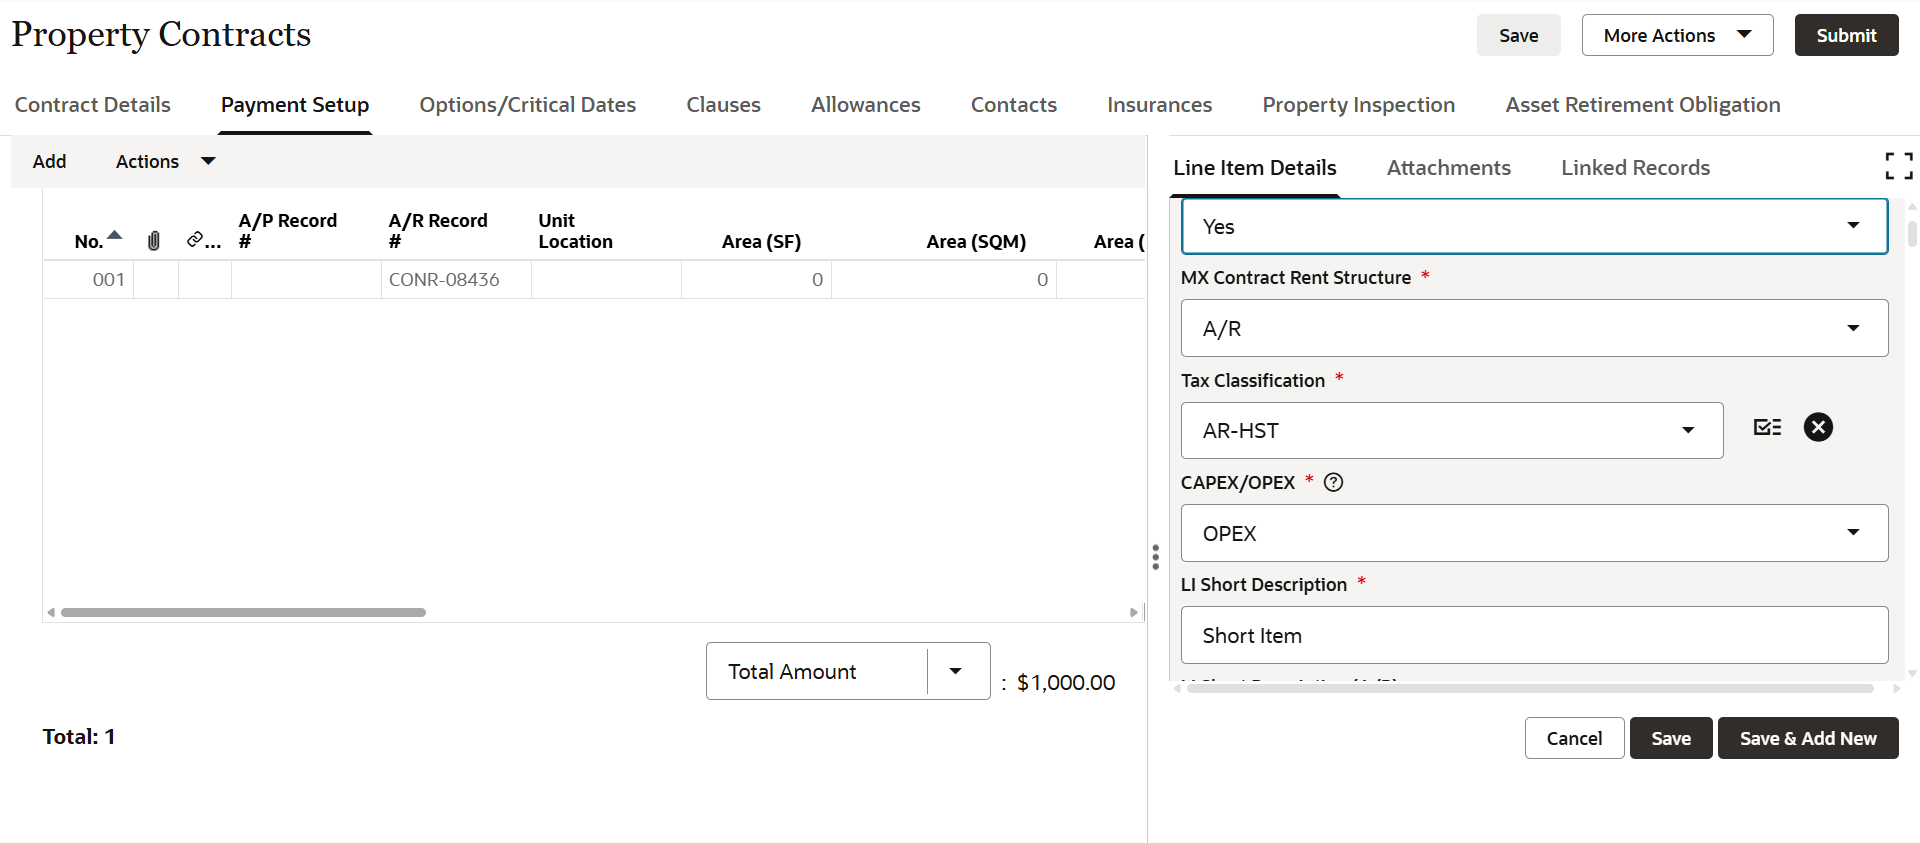 Property Contracts
Save
More Actions
Submit
Contract Details
Payment Setup
Options/Critical Dates
Clauses
Allowances
Contacts
Insurances
Property Inspection
Asset Retirement Obligation
Add
Actions
No.
...
A/P Record
#
A/R Record
#
Unit
Location
Area (SF)
Area (SQM)
Area (
001
CONR-08436
0
0
Total Amount
: $1,000.00
Total: 1
Line Item Details
Attachments
Linked Records
Yes
MX Contract Rent Structure *
A/R
Tax Classification *
AR-HST
CAPEX/OPEX *
OPEX
LI Short Description *
Short Item
Cancel
Save
Save & Add New